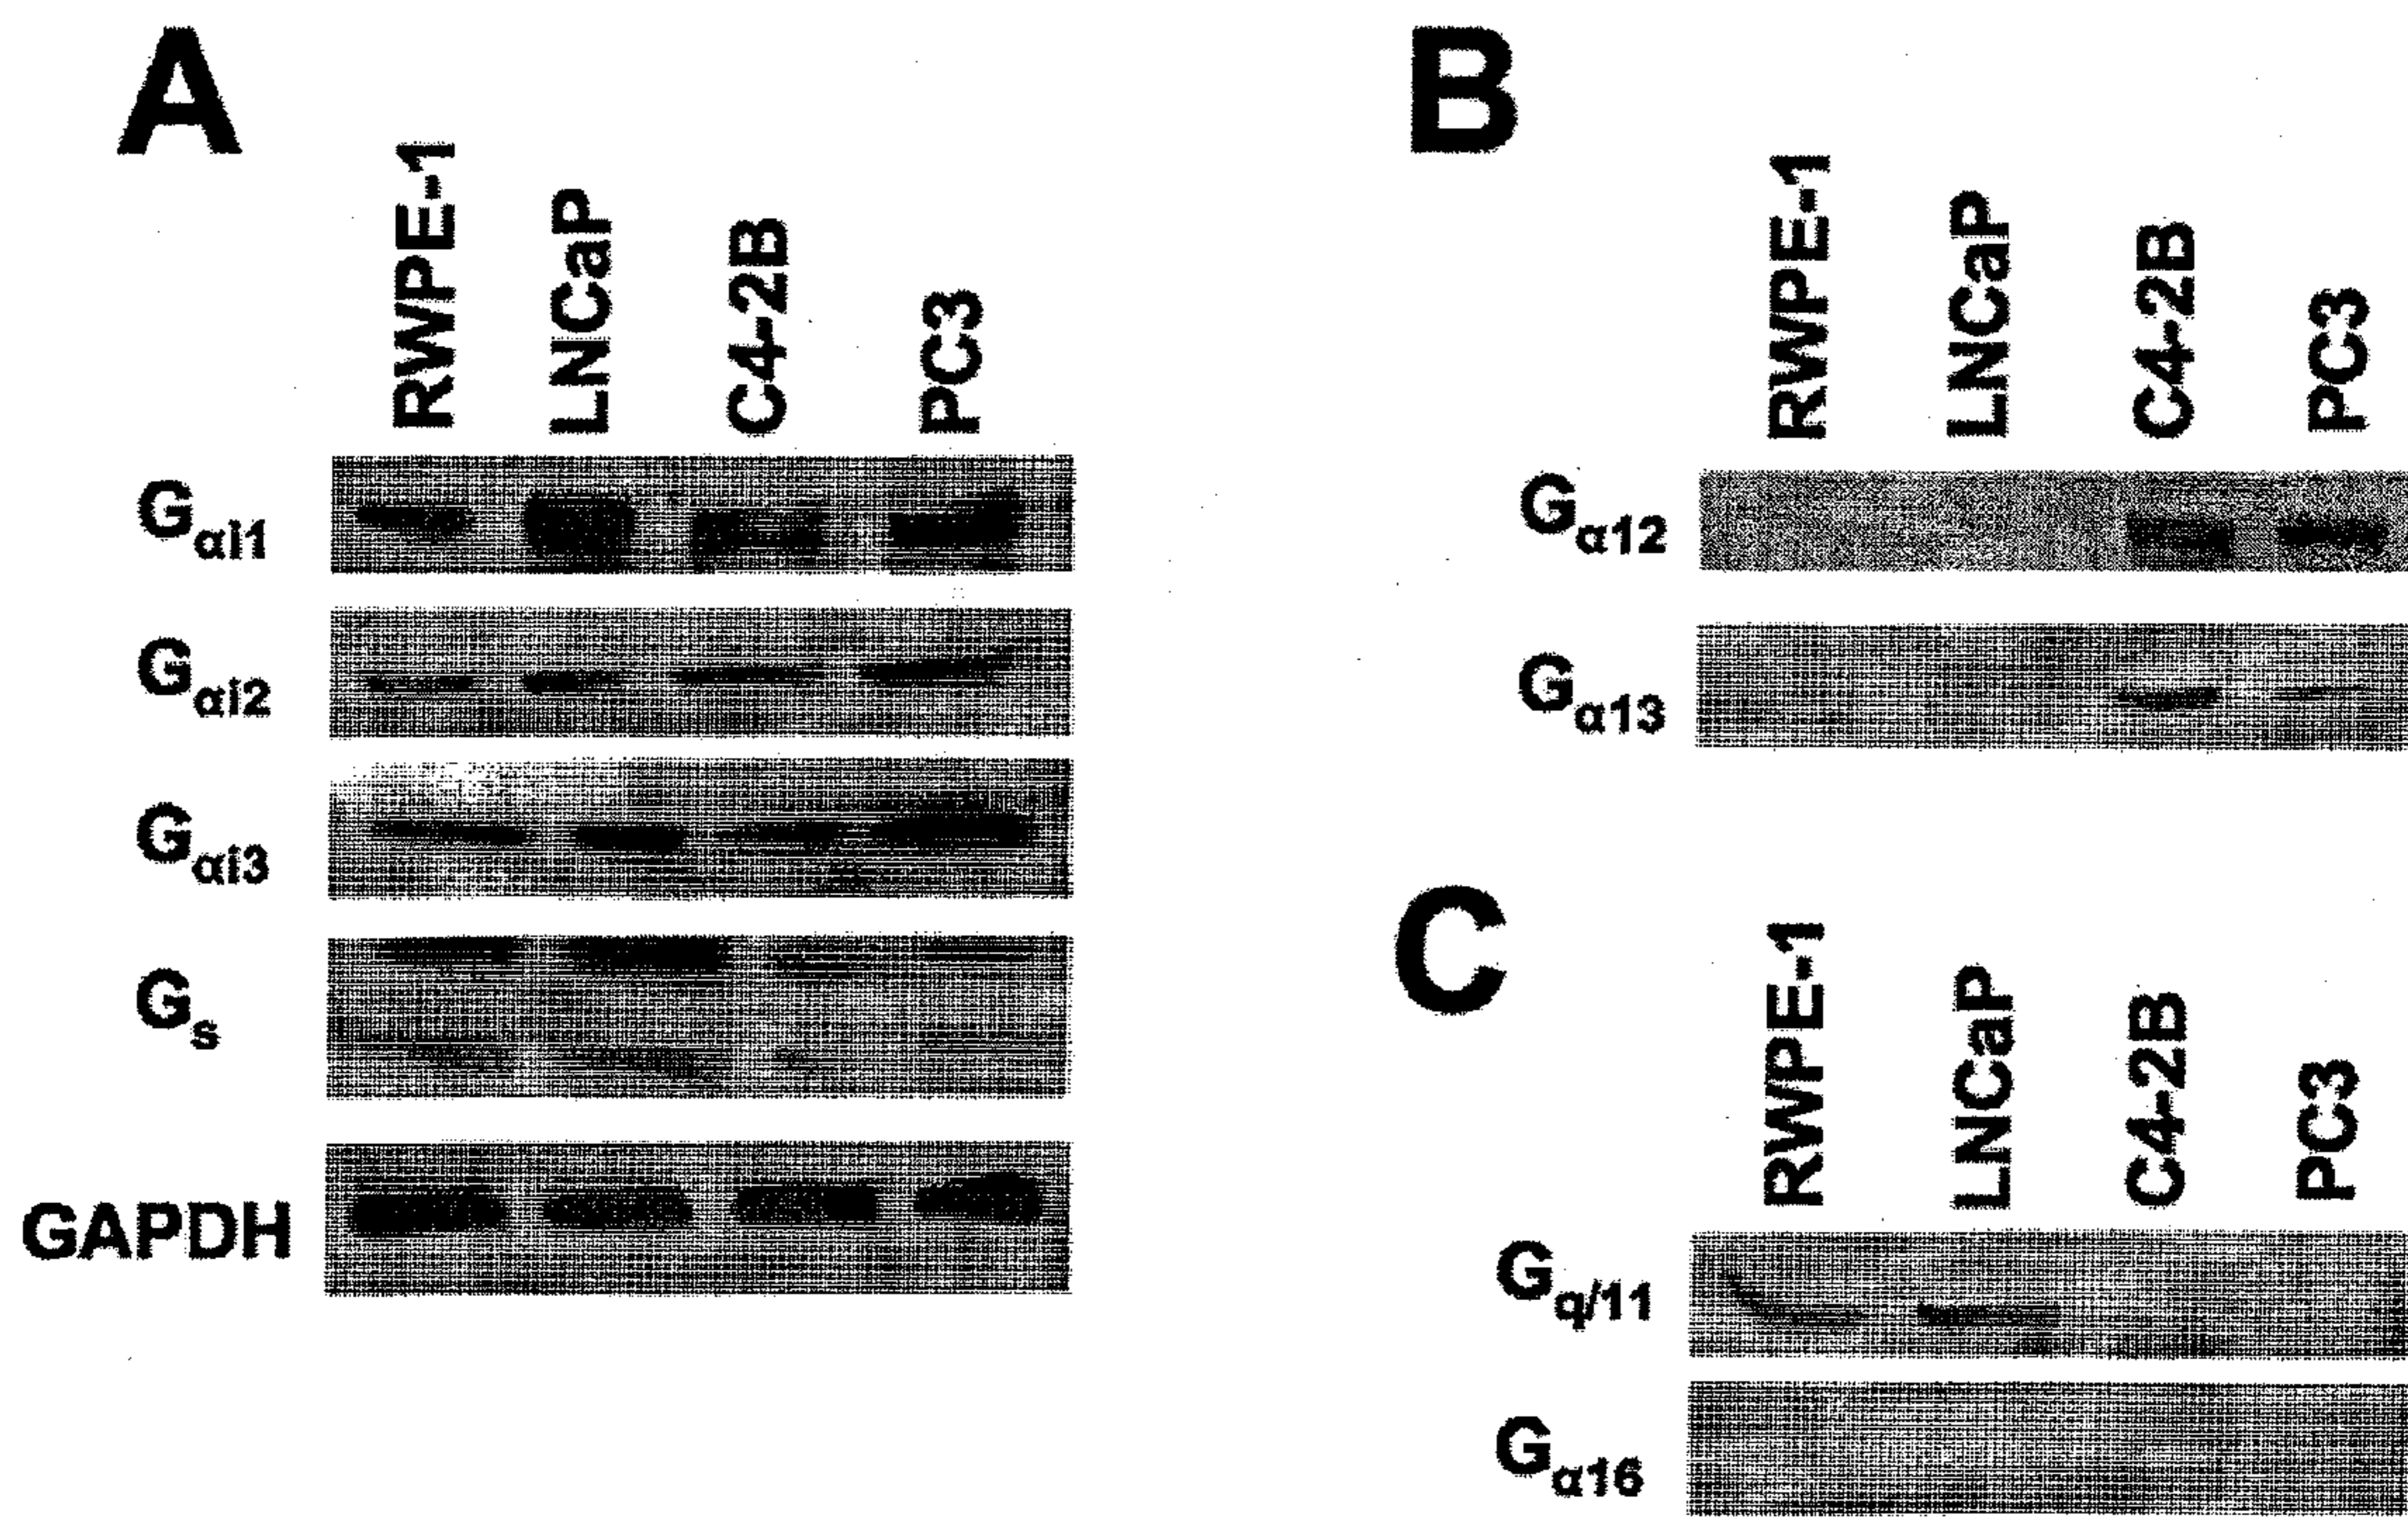 A
RWPE-1 LNCaP C4-2B PC3
Gαi1
Gαi2
Gαi3
Gs
GAPDH
B
RWPE-1 LNCaP C4-2B PC3
Gα12
Gα13
C
RWPE-1 LNCaP C4-2B PC3
Gq/11
Gα16